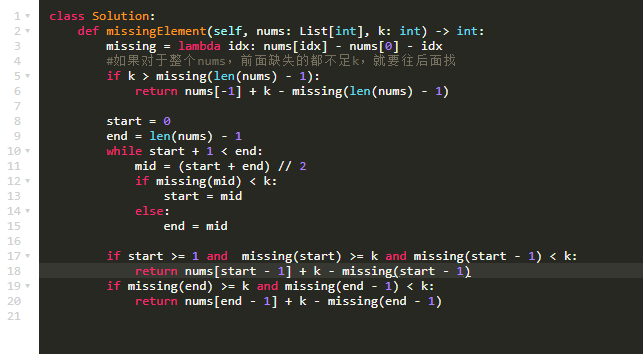 1 class Solution:
2     def missingElement(self, nums: List[int], k: int) -> int:
3         missing = lambda idx: nums[idx] - nums[0] - idx
4         #如果对于整个nums，前面缺失的都不足k，就要往后面找
5         if k > missing(len(nums) - 1):
6             return nums[-1] + k - missing(len(nums) - 1)
7
8         start = 0
9         end = len(nums) - 1
10         while start + 1 < end:
11             mid = (start + end) // 2
12             if missing(mid) < k:
13                 start = mid
14             else:
15                 end = mid
16
17         if start >= 1 and  missing(start) >= k and missing(start - 1) < k:
18             return nums[start - 1] + k - missing(start - 1)
19         if missing(end) >= k and missing(end - 1) < k:
20             return nums[end - 1] + k - missing(end - 1)
21